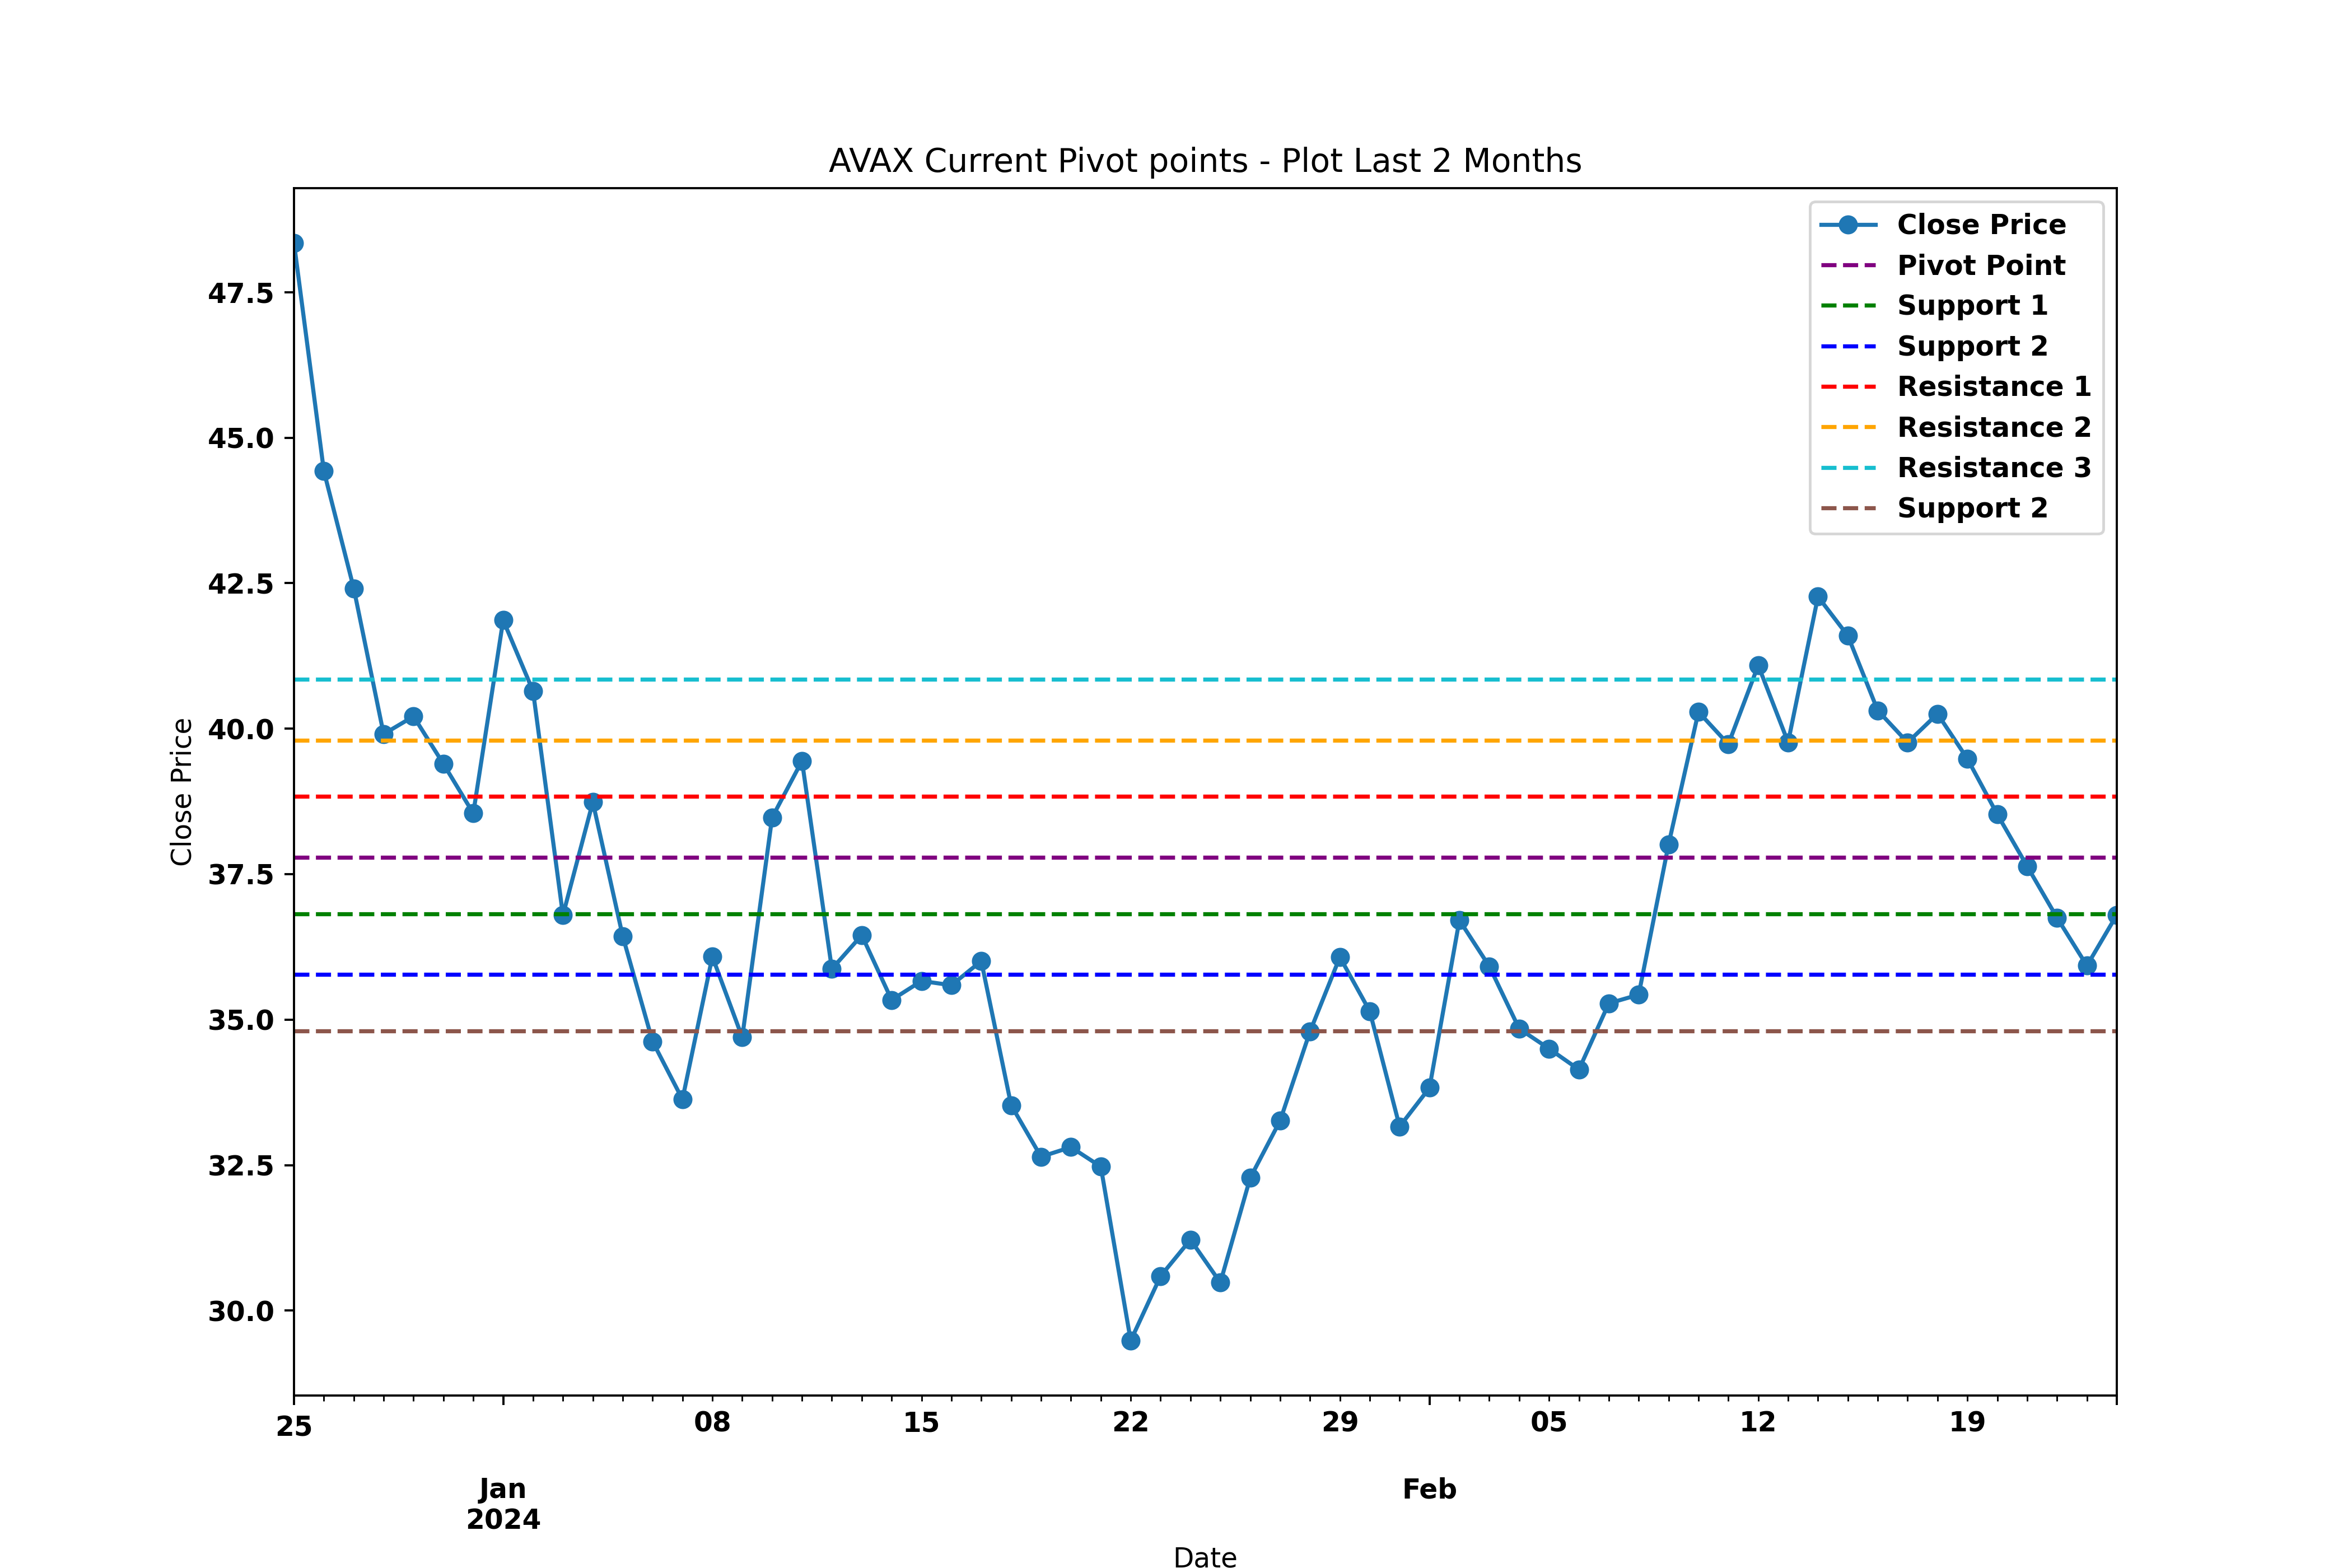 AVAX Current Pivot points - Plot Last 2 Months
Close Price
Pivot Point
Support 1
Support 2
Resistance 1
Resistance 2
Resistance 3
Support 2
47.5
45.0
42.5
40.0
37.5
35.0
32.5
30.0
Close Price
25
08
15
22
29
05
12
19
Jan
Feb
2024
Date